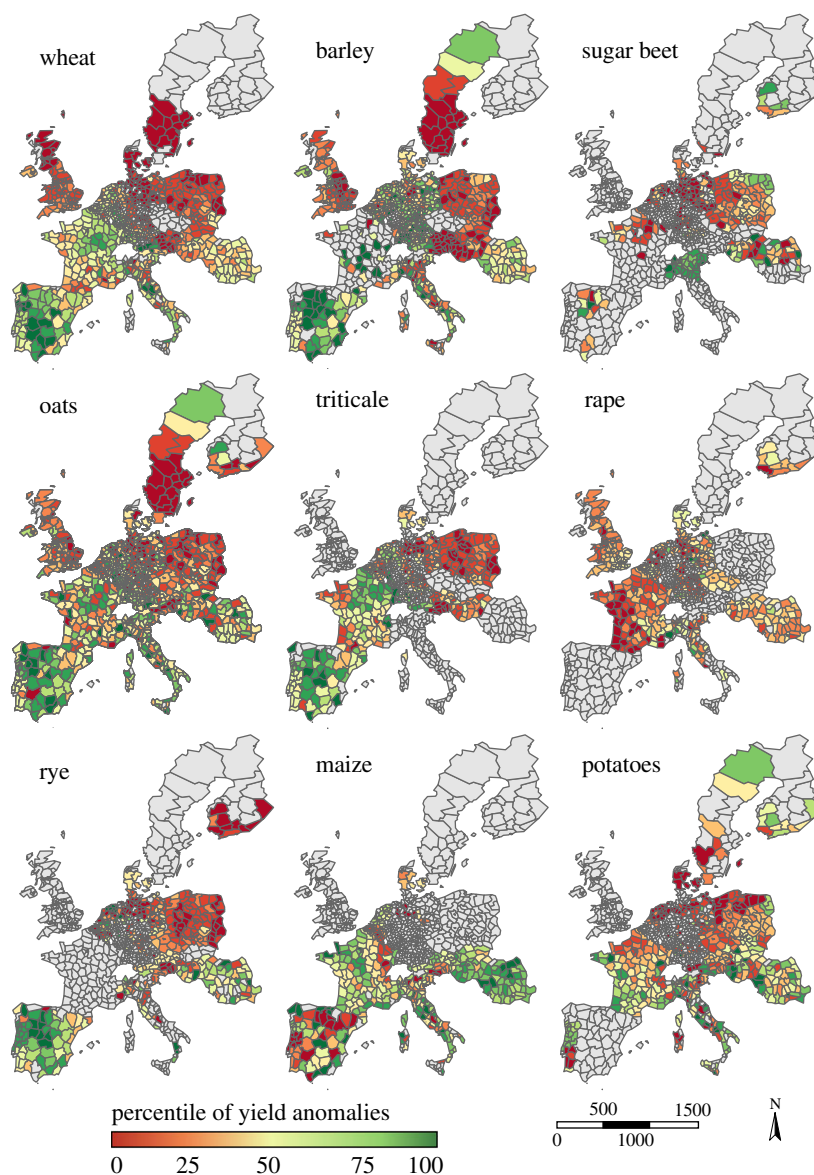 wheat
barley
sugar beet
oats
triticale
rape
rye
maize
potatoes
percentile of yield anomalies
0 25 50 75 100
500 1500
0 1000
N